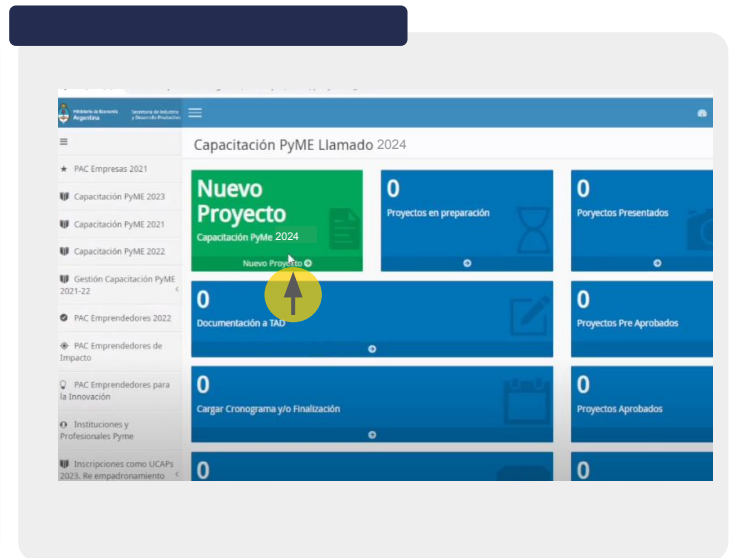 Ministerio de Economía
Argentina
Secretaría de Industria
y Desarrollo Productivo
Capacitación PyME Llamado 2024
PAC Empresas 2021
Capacitación PyME 2023
Capacitación PyME 2021
Capacitación PyME 2022
Gestión Capacitación PyME
2021-22
PAC Emprendedores 2022
PAC Emprendedores de
Impacto
PAC Emprendedores para
la Innovación
Instituciones y
Profesionales Pyme
Inscripciones como UCAPs
2023. Re empadronamiento
Nuevo
Proyecto
Capacitación PyMe 2024
Nuevo Proyecto
0
Proyectos en preparación
0
Poryectos Presentados
0
Documentación a TAD
0
Proyectos Pre Aprobados
0
Cargar Cronograma y/o Finalización
0
Proyectos Aprobados
0
0